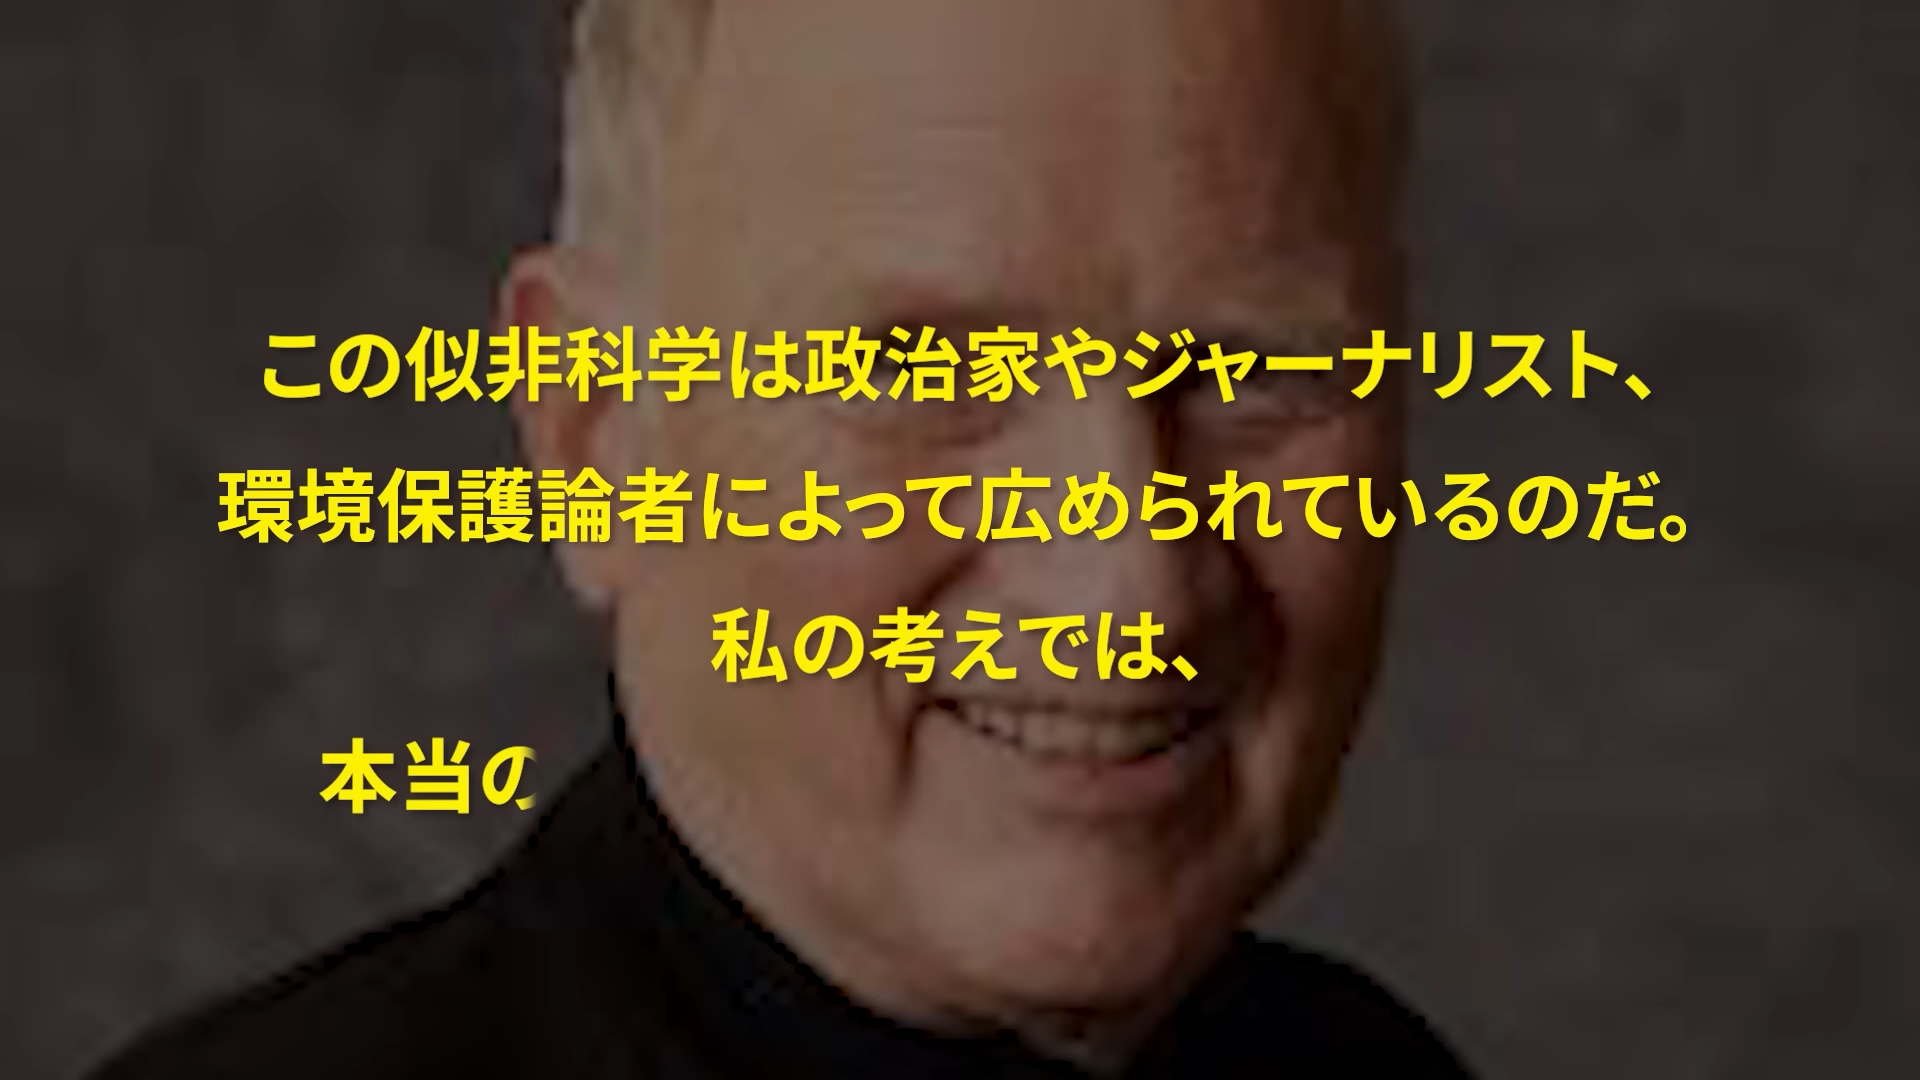 この似非科学は政治家やジャーナリスト、
環境保護論者によって広められているのだ。
私の考えでは、
本当の